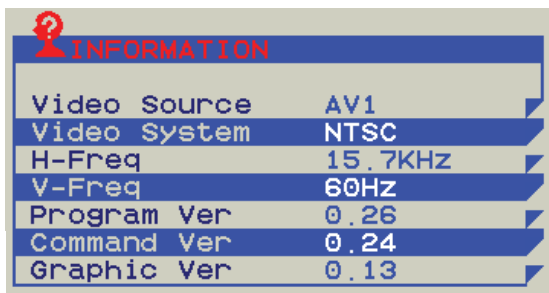 INFORMATION
Video Source AV1
Video System NTSC
H-Freq 15.7KHz
V-Freq 60Hz
Program Ver 0.26
Command Ver 0.24
Graphic Ver 0.13